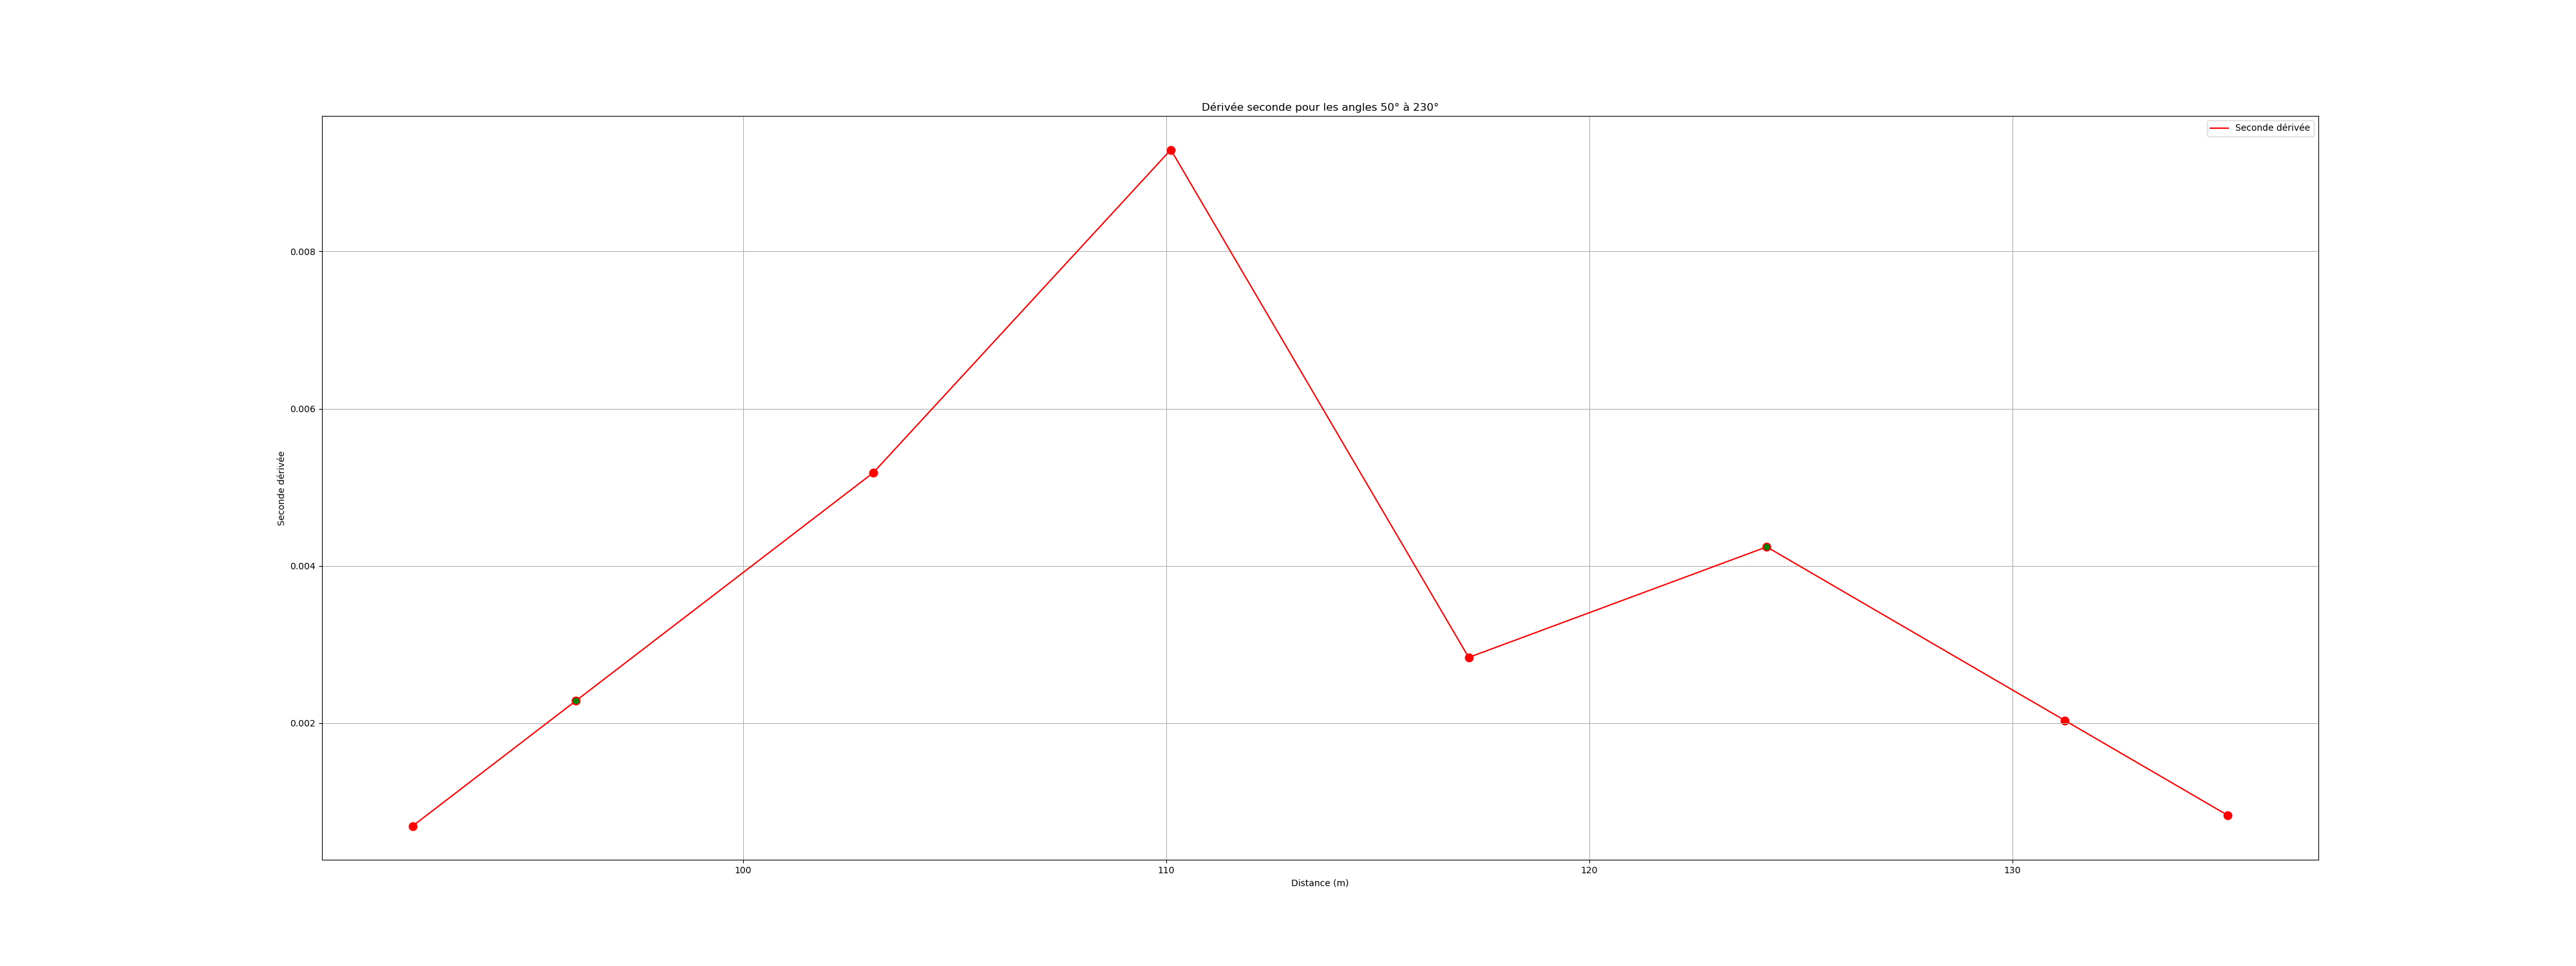 Dérivée seconde pour les angles 50° à 230°
Seconde dérivée
0.008
0.006
0.004
0.002
Seconde dérivée
100
110
120
130
Distance (m)